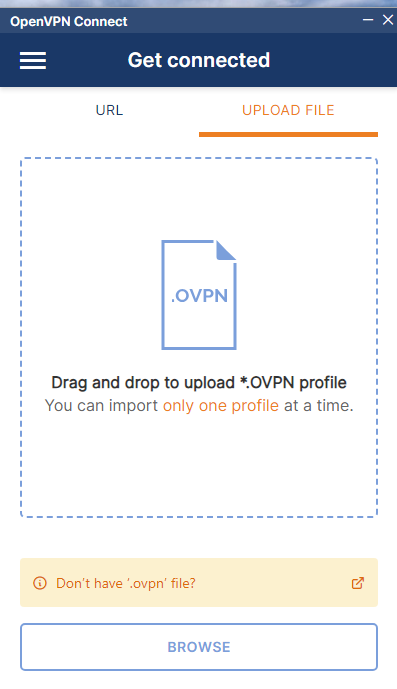 OpenVPN Connect
Get connected
URL
UPLOAD FILE
.OVPN
Drag and drop to upload *.OVPN profile
You can import only one profile at a time.
Don't have '.ovpn' file?
BROWSE